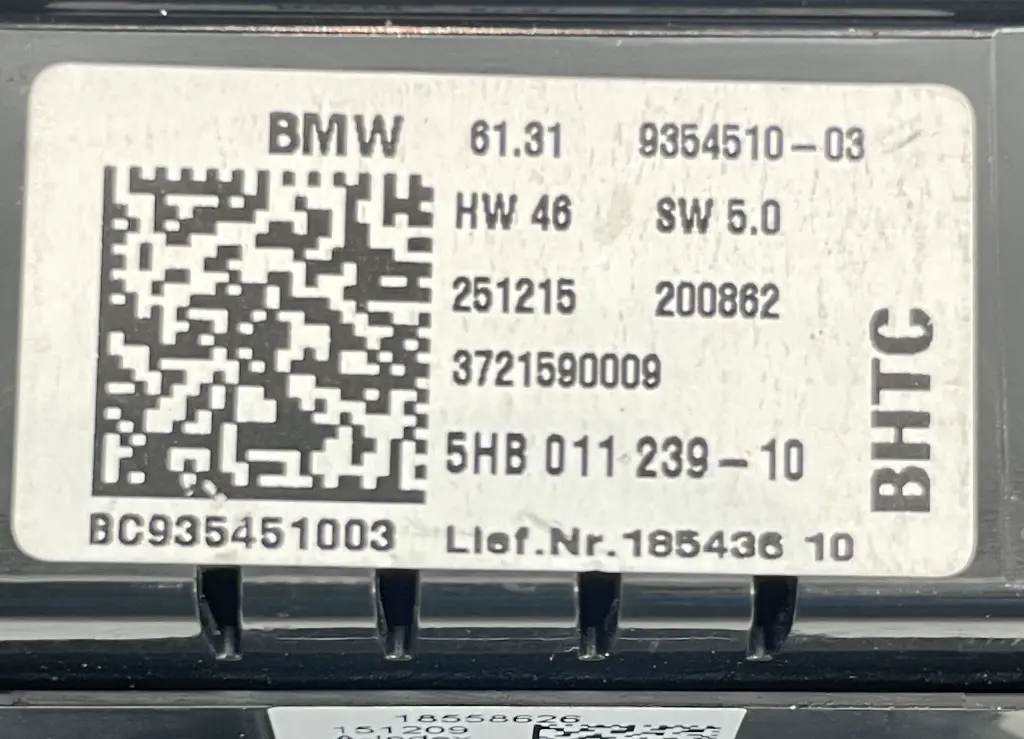 BMW 61.31 9354510-03
HW 46 SW 5.0
251215 200862
3721590009
5HB 011 239-10
BC935451003 Lief.Nr.185436 10
BHTC
18558626
151209